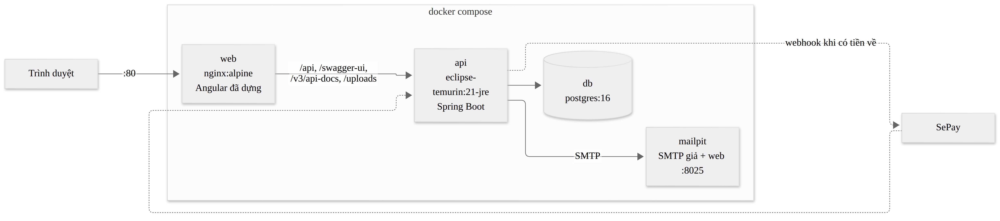 docker compose
Trình duyệt
:80
web
nginx:alpine
Angular đã dựng
/api, /swagger-ui,
/v3/api-docs, /uploads
api
eclipse-
temurin:21-jre
Spring Boot
db
postgres:16
SMTP
mailpit
SMTP giả + web
:8025
webhook khi có tiền về
SePay